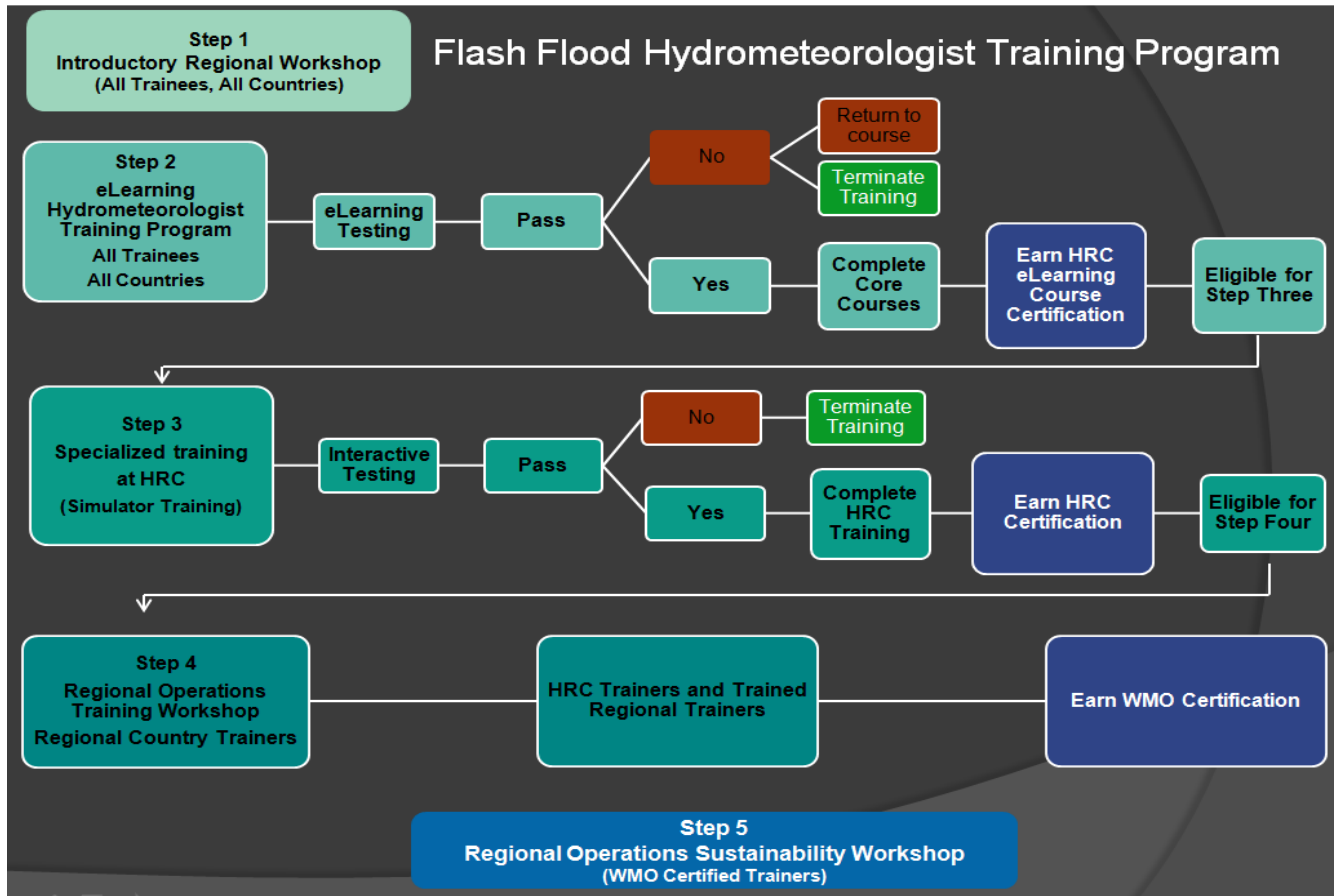 Step 1
Introductory Regional Workshop
(All Trainees, All Countries)
Flash Flood Hydrometeorologist Training Program
Step 2
eLearning
Hydrometeorologist
Training Program
All Trainees
All Countries
eLearning
Testing
Pass
No
Return to
course
Terminate
Training
Yes
Complete
Core
Courses
Earn HRC
eLearning
Course
Certification
Eligible for
Step Three
Step 3
Specialized training
at HRC
(Simulator Training)
Interactive
Testing
Pass
No
Terminate
Training
Yes
Complete
HRC
Training
Earn HRC
Certification
Eligible for
Step Four
Step 4
Regional Operations
Training Workshop
Regional Country Trainers
HRC Trainers and Trained
Regional Trainers
Earn WMO Certification
Step 5
Regional Operations Sustainability Workshop
(WMO Certified Trainers)